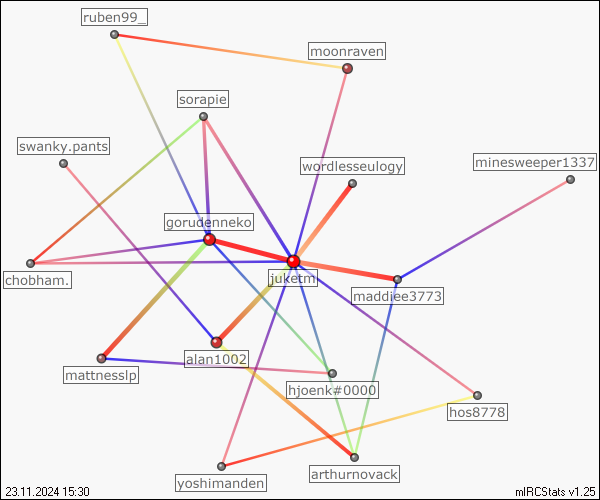 ruben99_
moonraven
sorapie
swanky.pants
wordlesseulogy
minesweeper1337
gorudenneko
chobham.
juketm
maddiee3773
alan1002
mattnesslp
hjoenk#0000
hos8778
yoshimanden
arthurnovack
23.11.2024 15:30
mIRCStats v1.25